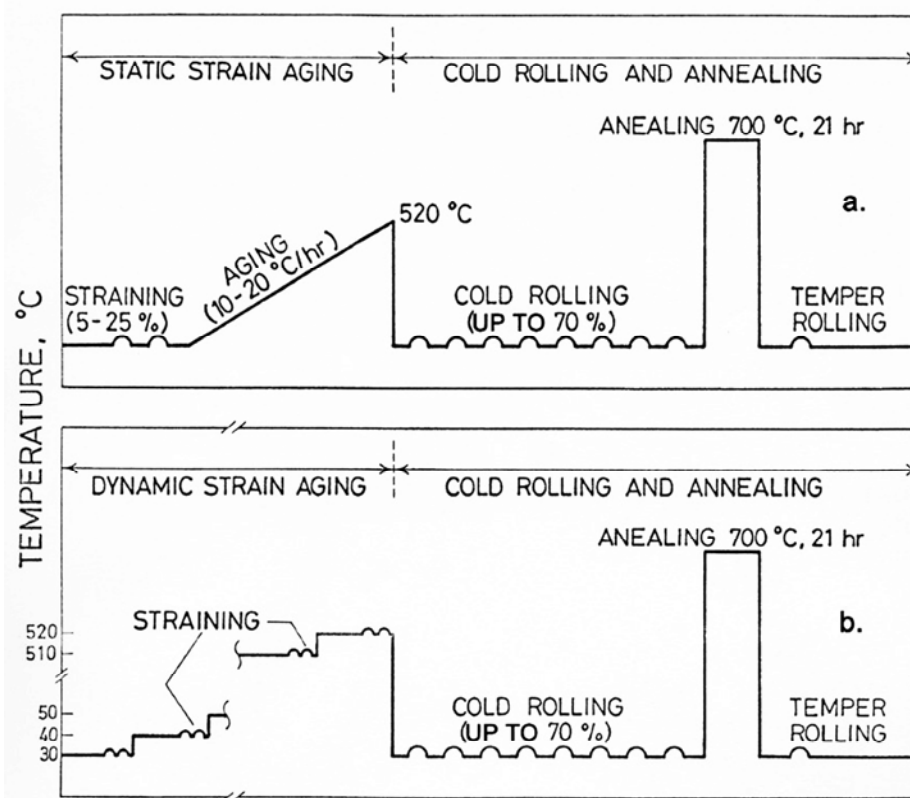 STATIC STRAIN AGING
COLD ROLLING AND ANNEALING
ANEALING 700 °C, 21 hr
a.
520 °C
AGING
(10-20 °C/hr)
STRAINING
(5-25 %)
COLD ROLLING
(UP TO 70 %)
TEMPER
ROLLING
TEMPERATURE, °C
DYNAMIC STRAIN AGING
COLD ROLLING AND ANNEALING
ANEALING 700 °C, 21 hr
STRAINING
b.
520
510
50
40
30
COLD ROLLING
(UP TO 70 %)
TEMPER
ROLLING